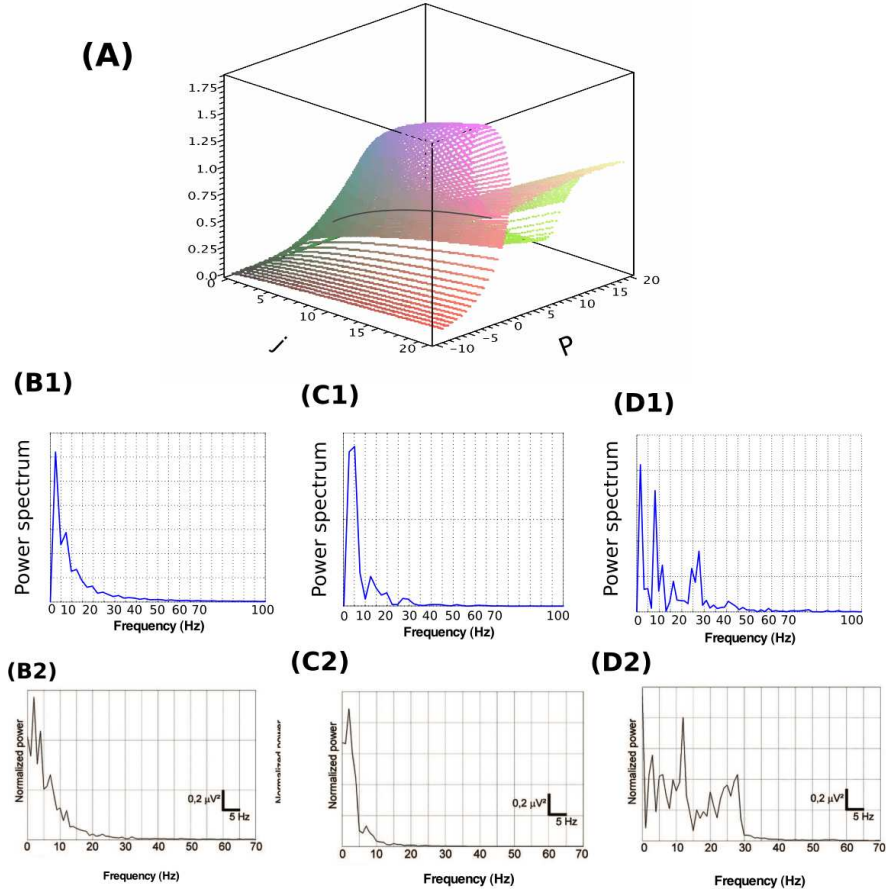 (A)
1.75
1.5
1.25
1.0
0.75
0.5
0.25
0.0
0
5
10
15
20
j
-10
-5
0
5
10
15
20
P
(B1)
(C1)
(D1)
Power spectrum
0 10 20 30 40 50 60 70 100
Frequency (Hz)
Power spectrum
0 10 20 30 40 50 60 70 100
Frequency (Hz)
Power spectrum
0 10 20 30 40 50 60 70 100
Frequency (Hz)
(B2)
(C2)
(D2)
Normalized power
0,2 µV²
5 Hz
0 10 20 30 40 50 60 70
Frequency (Hz)
Normalized power
0,2 µV²
5 Hz
0 10 20 30 40 50 60 70
Frequency (Hz)
Normalized power
0,2 µV²
5 Hz
0 10 20 30 40 50 60 70
Frequency (Hz)